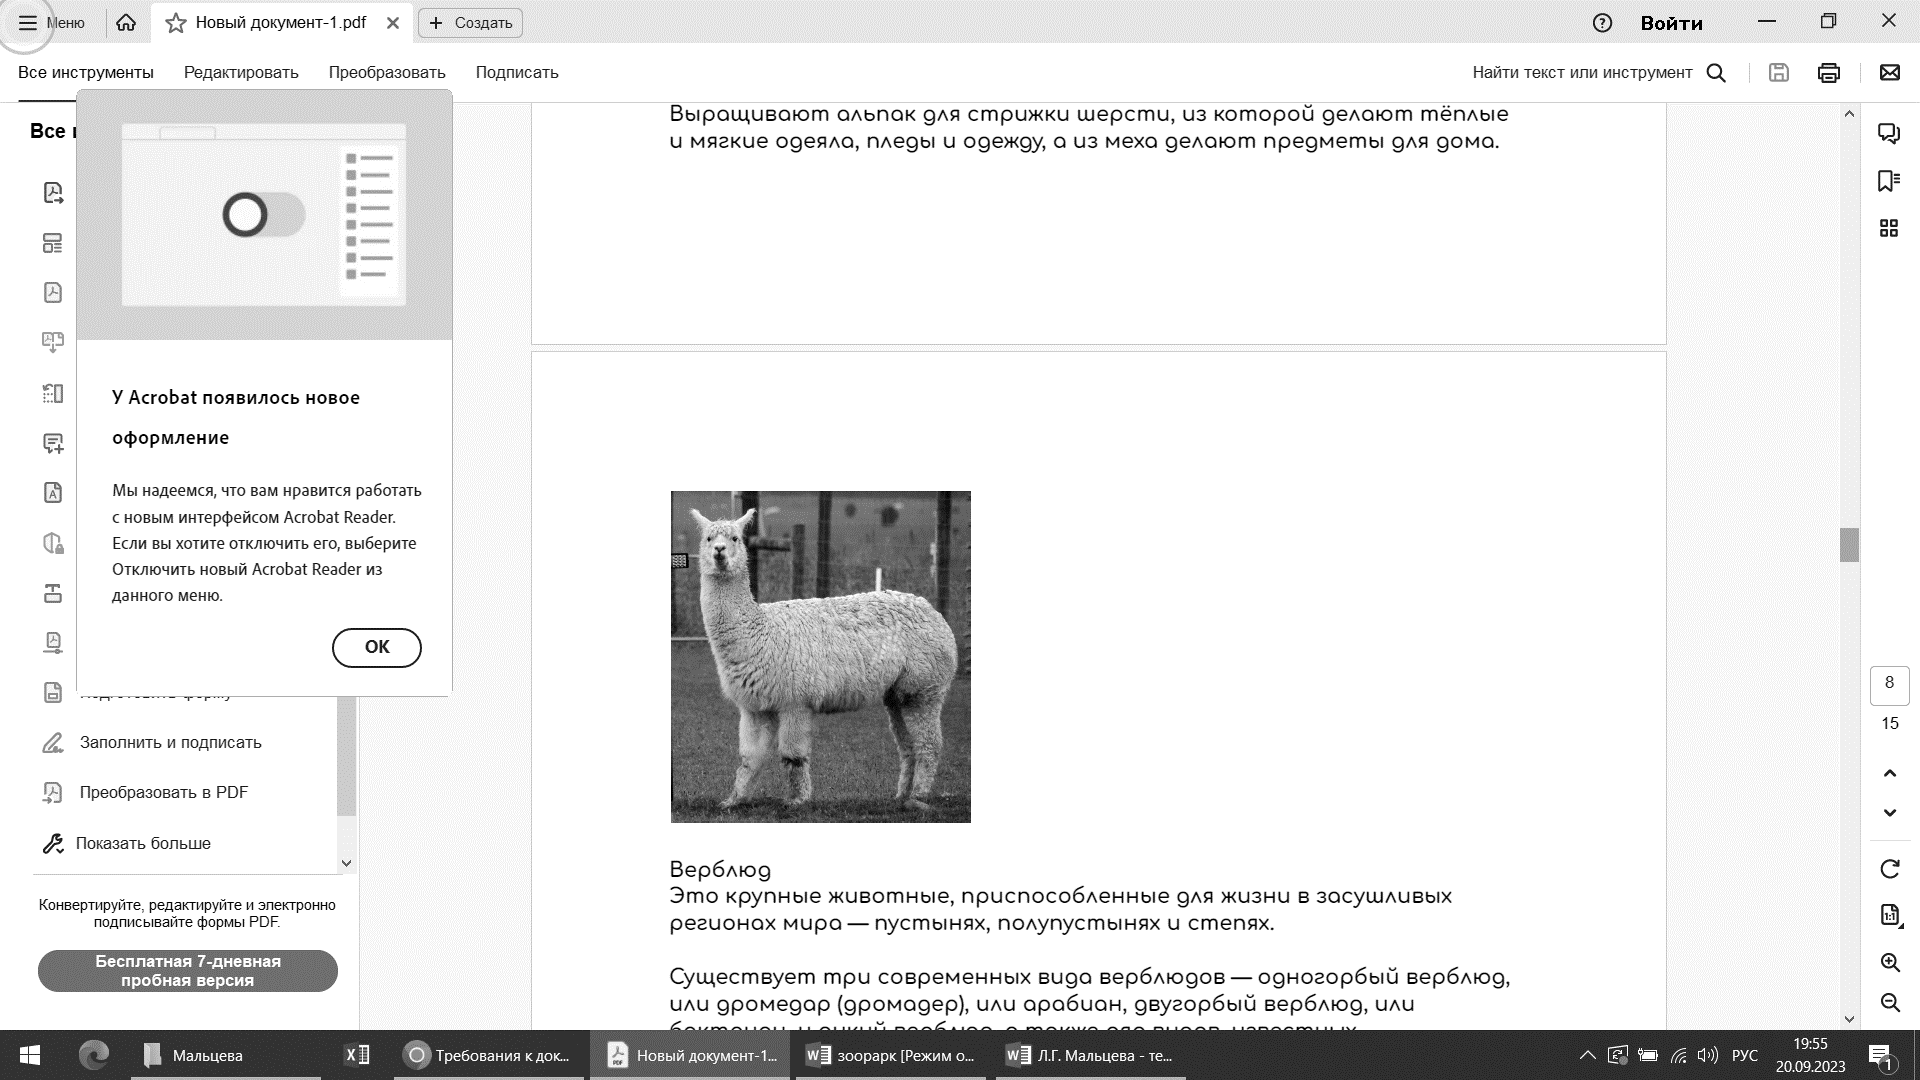 Меню
Новый документ-1.pdf
Создать
Войти
Все инструменты
Редактировать
Преобразовать
Подписать
Найти текст или инструмент
Все
У Acrobat появилось новое
оформление
Мы надеемся, что вам нравится работать
с новым интерфейсом Acrobat Reader.
Если вы хотите отключить его, выберите
Отключить новый Acrobat Reader из
данного меню.
ОК
Заполнить и подписать
Преобразовать в PDF
Показать больше
Конвертируйте, редактируйте и электронно
подписывайте формы PDF.
Бесплатная 7-дневная
пробная версия
Выращивают альпак для стрижки шерсти, из которой делают тёплые
и мягкие одеяла, пледы и одежду, а из меха делают предметы для дома.
Верблюд
Это крупные животные, приспособленные для жизни в засушливых
регионах мира — пустынях, полупустынях и степях.
Существует три современных вида верблюдов — одногорбый верблюд,
или дромедар (дромадер), или арабиан, двугорбый верблюд, или
8
15
Мальцева
Требования к док...
Новый документ-1...
зоорарк [Режим о...
Л.Г. Мальцева - те...
РУС
19:55
20.09.2023
1